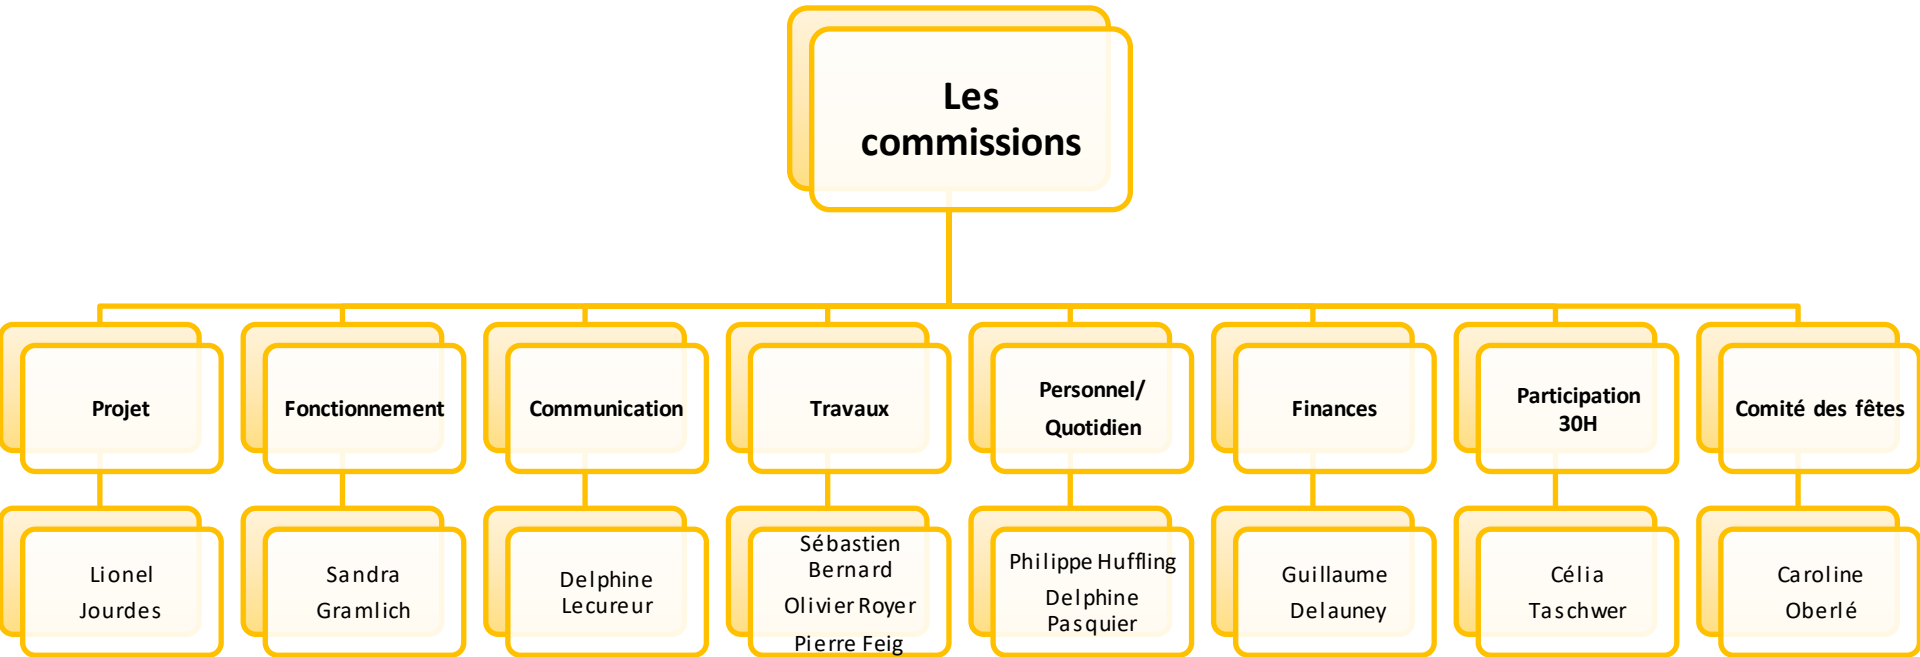 Les
commissions
Projet
Fonctionnement
Communication
Travaux
Personnel/
Quotidien
Finances
Participation
30H
Comité des fêtes
Lionel
Jourdes
Sandra
Gramlich
Delphine
Lecureur
Sébastien
Bernard
Olivier Royer
Pierre Feig
Philippe Huffling
Delphine
Pasquier
Guillaume
Delauney
Célia
Taschwer
Caroline
Oberlé